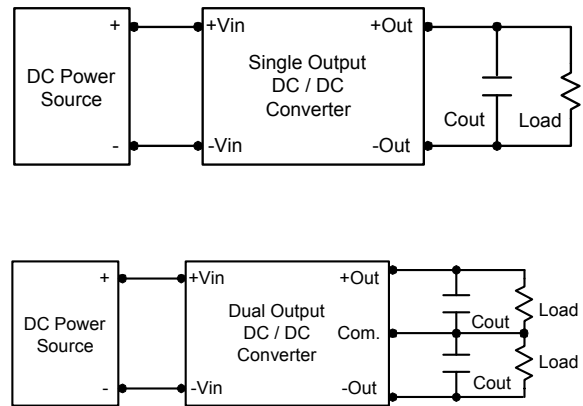 + +Vin +Out
DC Power
Source
Single Output
DC / DC
Converter
Cout Load
- -Vin -Out
+ +Vin +Out
DC Power
Source
Dual Output
DC / DC
Converter
Com.
Cout Load
Cout Load
- -Vin -Out